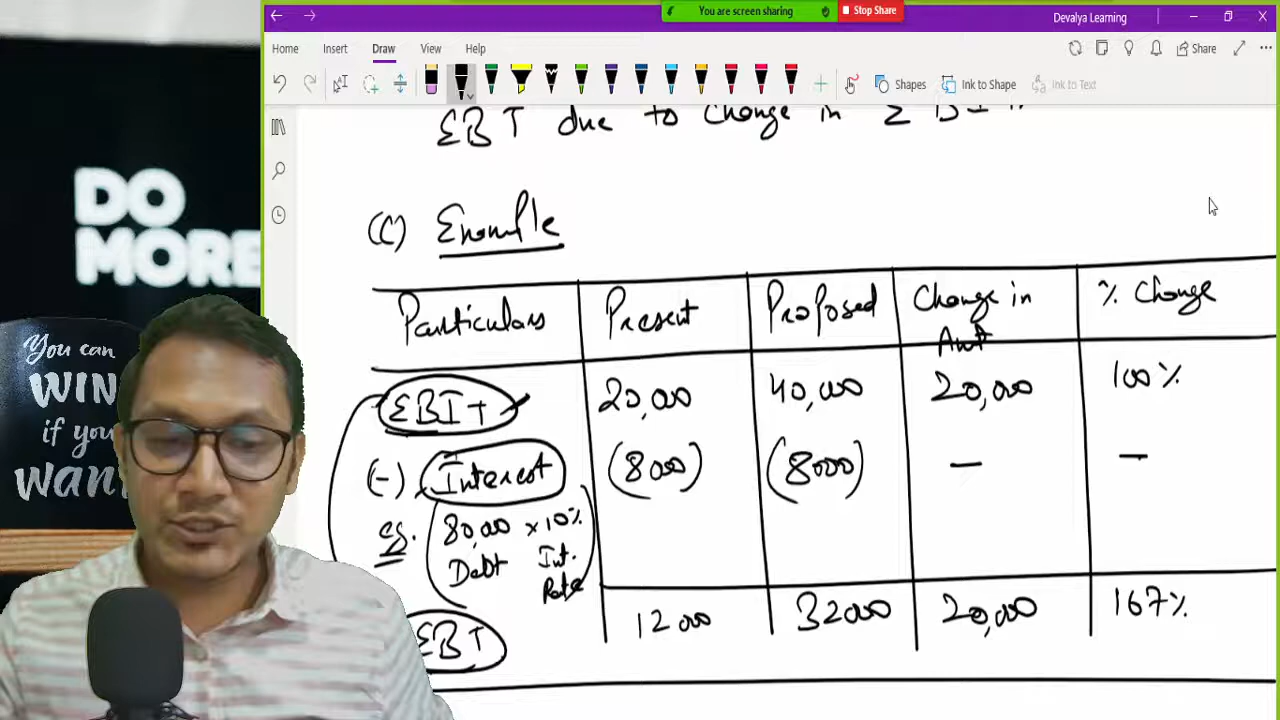 You are screen sharing
Stop Share
Devalya Learning
Home Insert Draw View Help
Share
Shapes Ink to Shape Ink to Text
EBT due to change in EBIT
(C) Example
Particulars Present Proposed Change in Amt % Change
EBIT 20,000 40,000 20,000 100%
(-) Interest (8000) (8000) — —
eg. 80,000 x 10%
Debt Int. Rate
EBT 12000 32000 20,000 167%
DO
MORE
You can
WIN
if you
Want